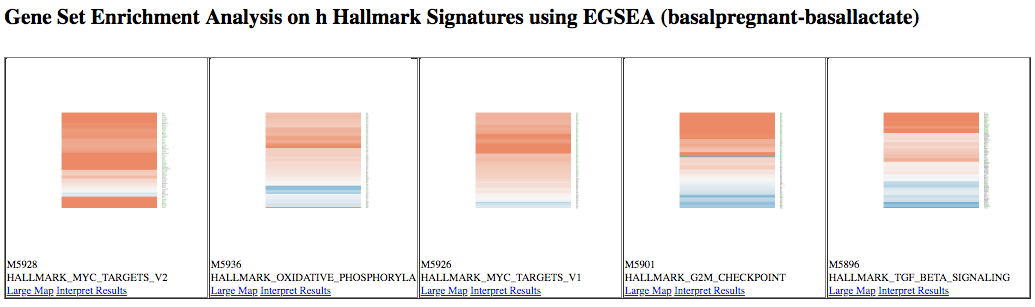 Gene Set Enrichment Analysis on h Hallmark Signatures using EGSEA (basalpregnant-basallactate)
M5928
HALLMARK_MYC_TARGETS_V2
Large Map Interpret Results
M5936
HALLMARK_OXIDATIVE_PHOSPHORYLA
Large Map Interpret Results
M5926
HALLMARK_MYC_TARGETS_V1
Large Map Interpret Results
M5901
HALLMARK_G2M_CHECKPOINT
Large Map Interpret Results
M5896
HALLMARK_TGF_BETA_SIGNALING
Large Map Interpret Results